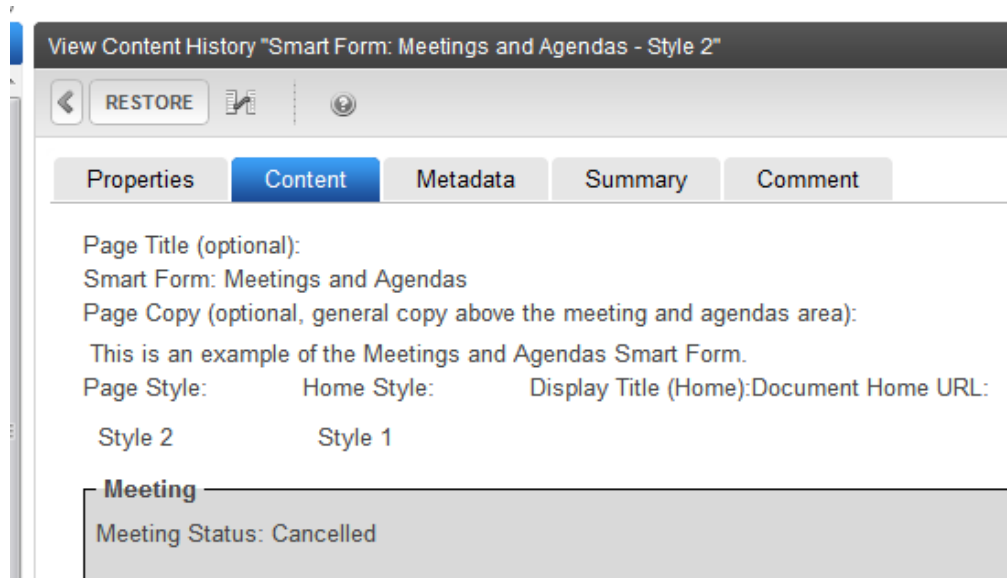 View Content History "Smart Form: Meetings and Agendas - Style 2"
RESTORE
Properties Content Metadata Summary Comment
Page Title (optional):
Smart Form: Meetings and Agendas
Page Copy (optional, general copy above the meeting and agendas area):
This is an example of the Meetings and Agendas Smart Form.
Page Style: Home Style: Display Title (Home):Document Home URL:
Style 2 Style 1
Meeting
Meeting Status: Cancelled